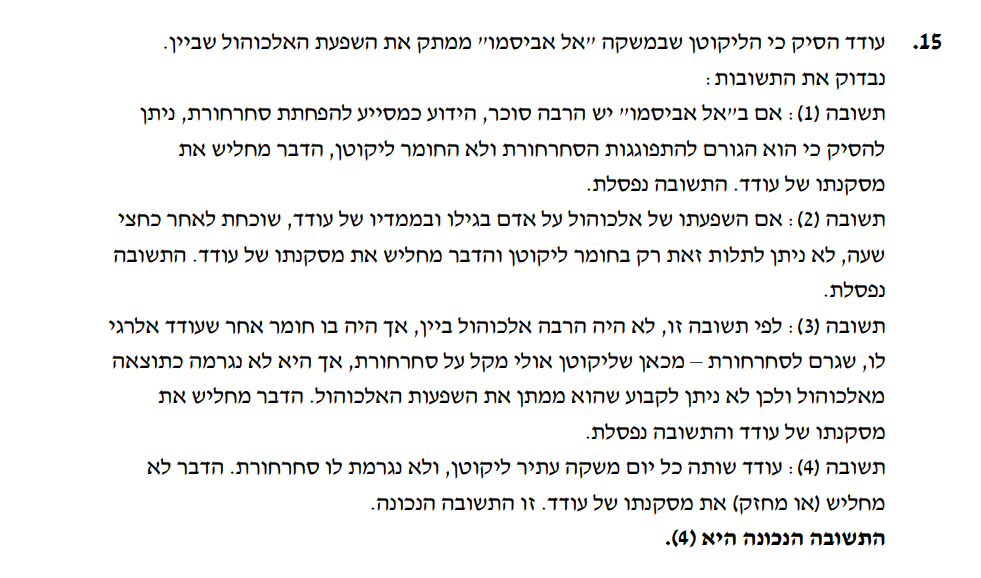 15. עודד הסיק כי הליקוטן שבמשקה "אל אביסמו" ממתק את השפעת האלכוהול שביין.
נבדוק את התשובות:
תשובה (1): אם ב"אל אביסמו" יש הרבה סוכר, הידוע כמסייע להפחתת סחרחורת, ניתן
להסיק כי הוא הגורם להתפוגגות הסחרחורת ולא החומר ליקוטן, הדבר מחליש את
מסקנתו של עודד. התשובה נפסלת.
תשובה (2): אם השפעתו של אלכוהול על אדם בגילו ובממדיו של עודד, שוכחת לאחר כחצי
שעה, לא ניתן לתלות זאת רק בחומר ליקוטן והדבר מחליש את מסקנתו של עודד. התשובה
נפסלת.
תשובה (3): לפי תשובה זו, לא היה הרבה אלכוהול ביין, אך היה בו חומר אחר שעודד אלרגי
לו, שגרם לסחרחורת – מכאן שליקוטן אולי מקל על סחרחורת, אך היא לא נגרמה כתוצאה
מאלכוהול ולכן לא ניתן לקבוע שהוא ממתן את השפעות האלכוהול. הדבר מחליש את
מסקנתו של עודד והתשובה נפסלת.
תשובה (4): עודד שותה כל יום משקה עתיר ליקוטן, ולא נגרמת לו סחרחורת. הדבר לא
מחליש (או מחזק) את מסקנתו של עודד. זו התשובה הנכונה.
התשובה הנכונה היא (4).